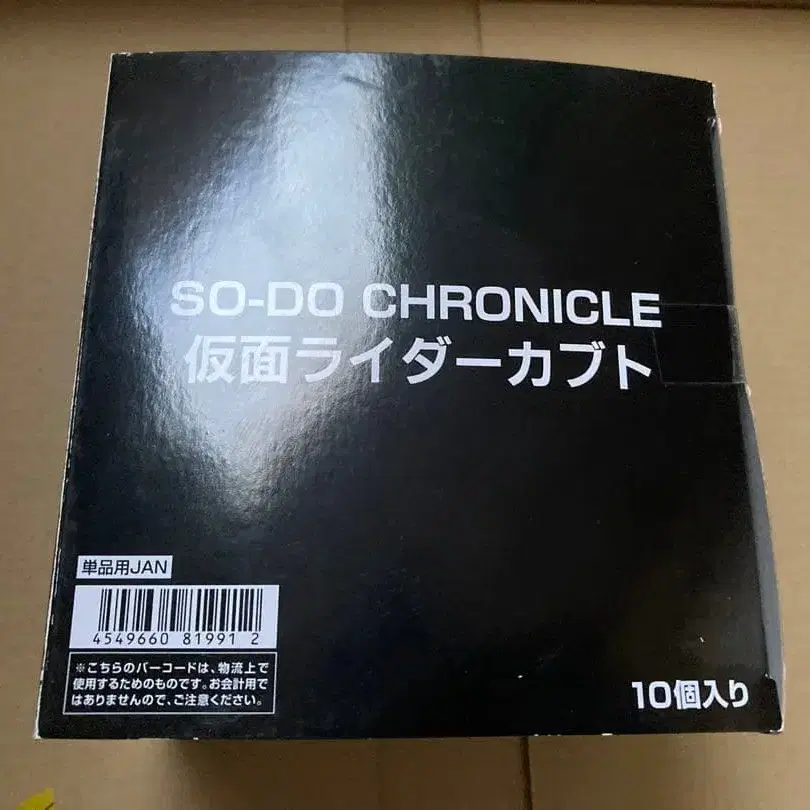 SO-DO CHRONICLE
仮面ライダーカブト
単品用JAN
4549660 81991 2
※こちらのバーコードは、物流上で
使用するためのものです。お会計用で
はありませんので、ご注意ください。
10個入り